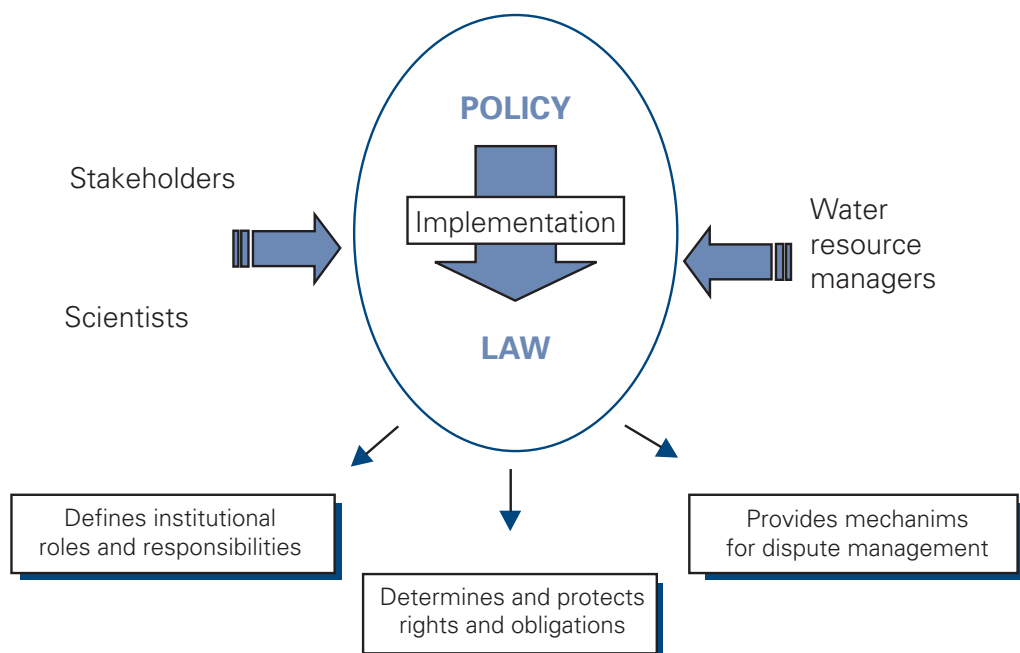 POLICY
Stakeholders
Implementation
Water
resource
managers
Scientists
LAW
Defines institutional
roles and responsibilities
Provides mechanims
for dispute management
Determines and protects
rights and obligations